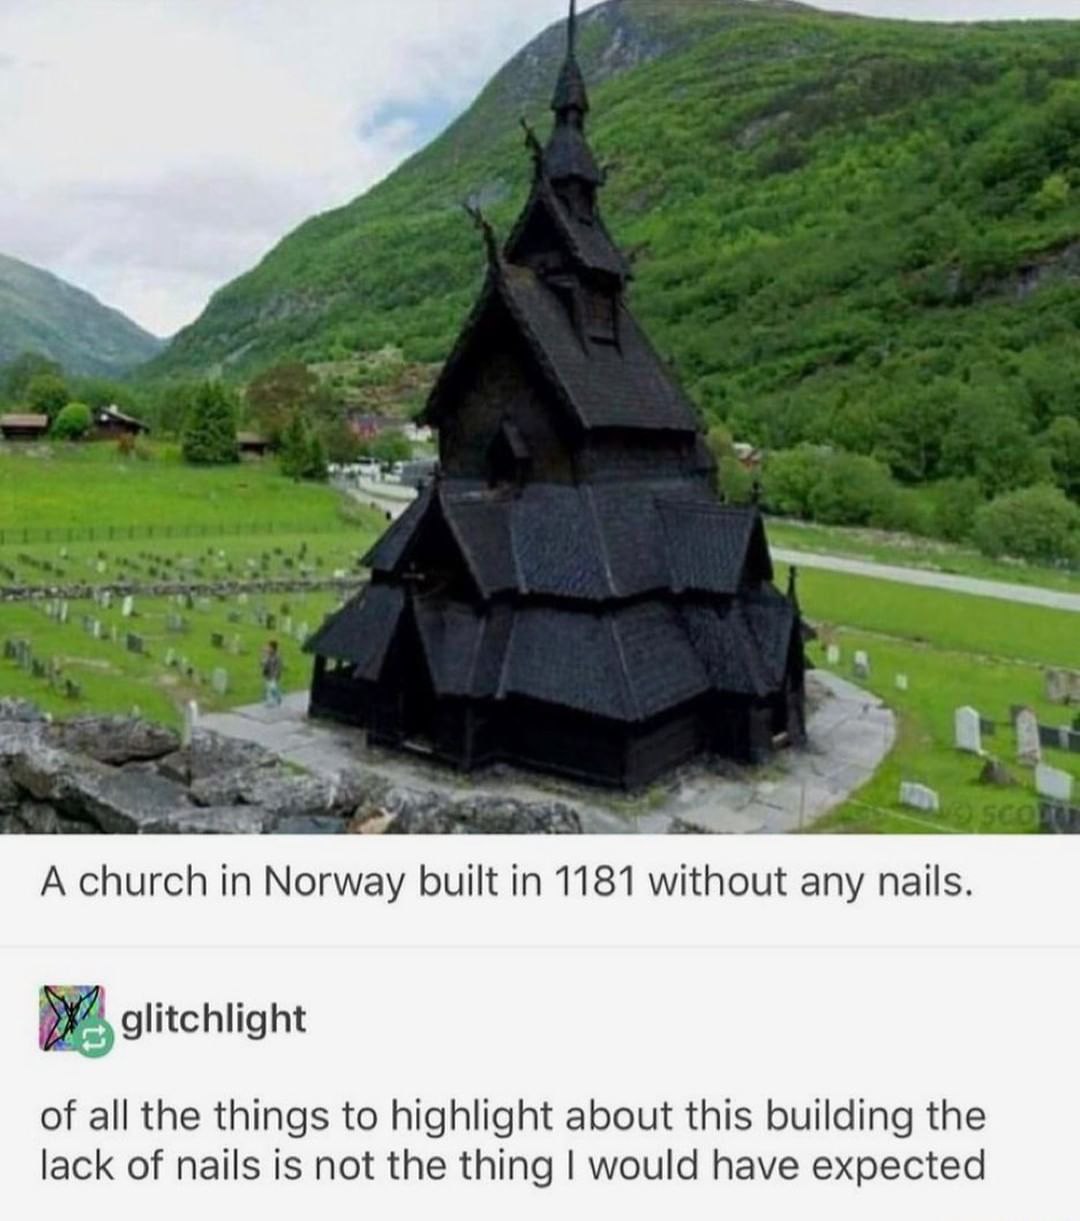 © SCO
A church in Norway built in 1181 without any nails.
glitchlight
of all the things to highlight about this building the
lack of nails is not the thing I would have expected